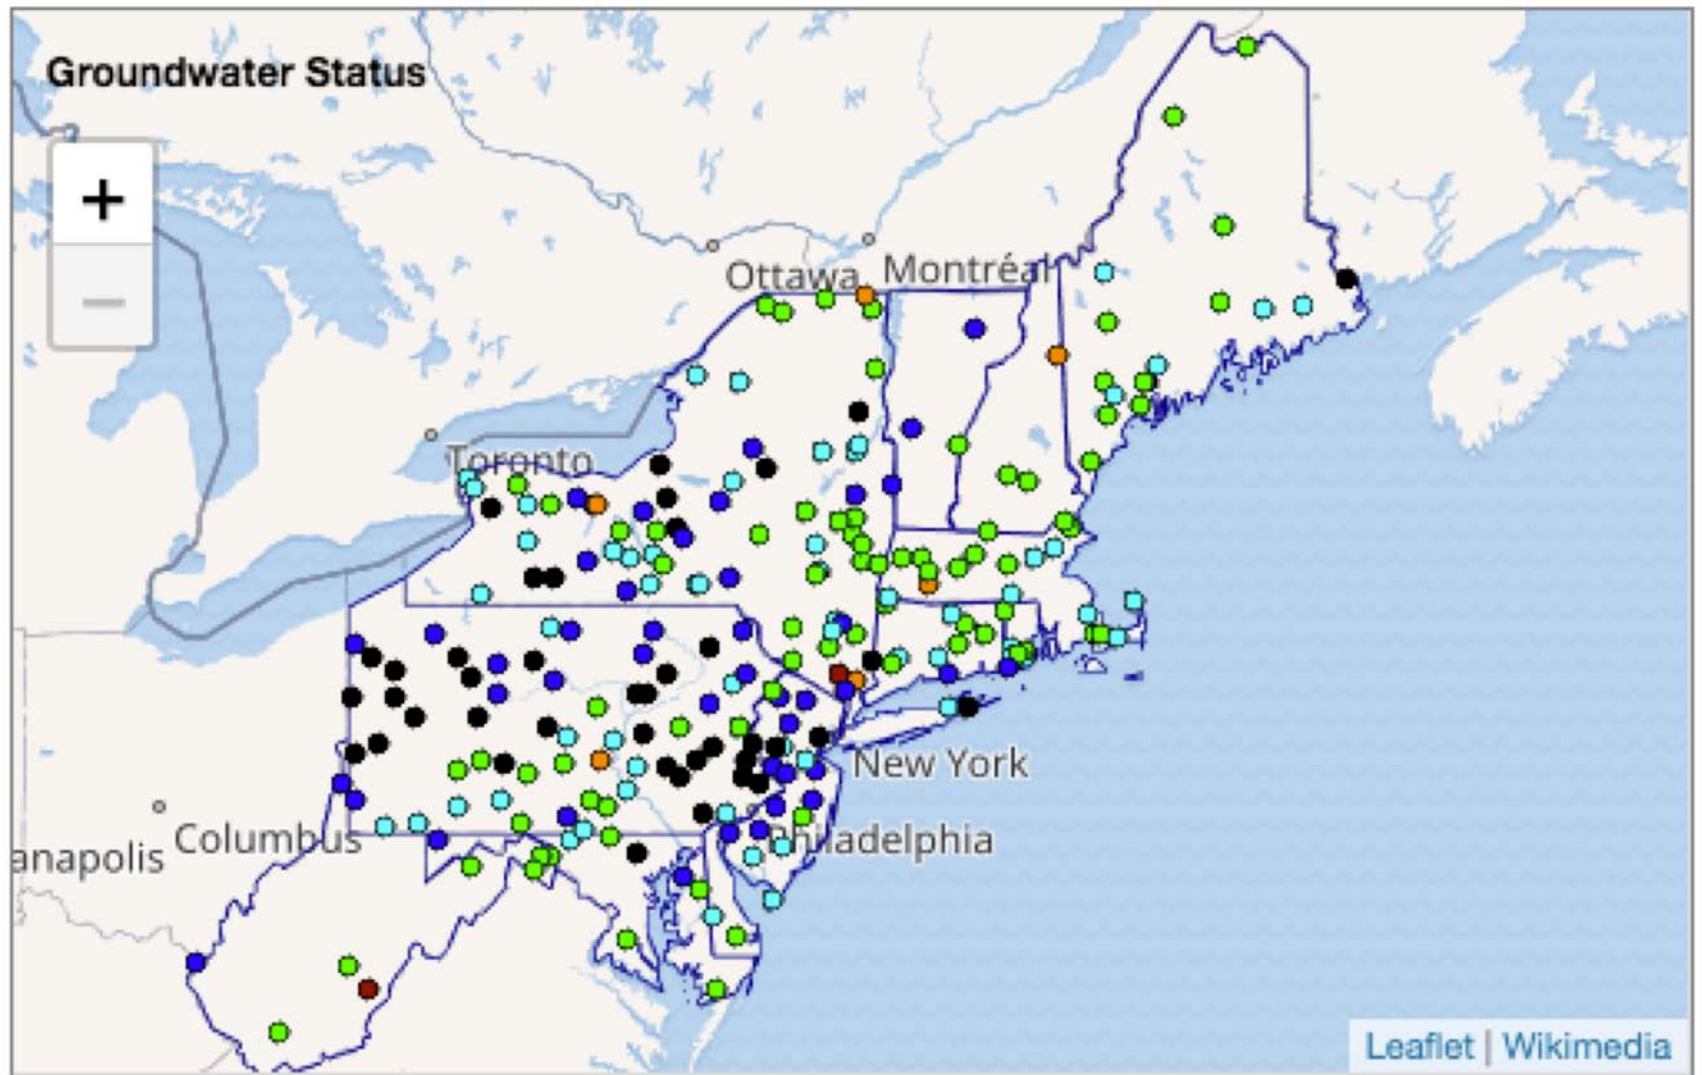 Groundwater Status
+
−
Ottawa
Montréal
Toronto
New York
Columbus
Philadelphia
anapolis
Leaflet | Wikimedia